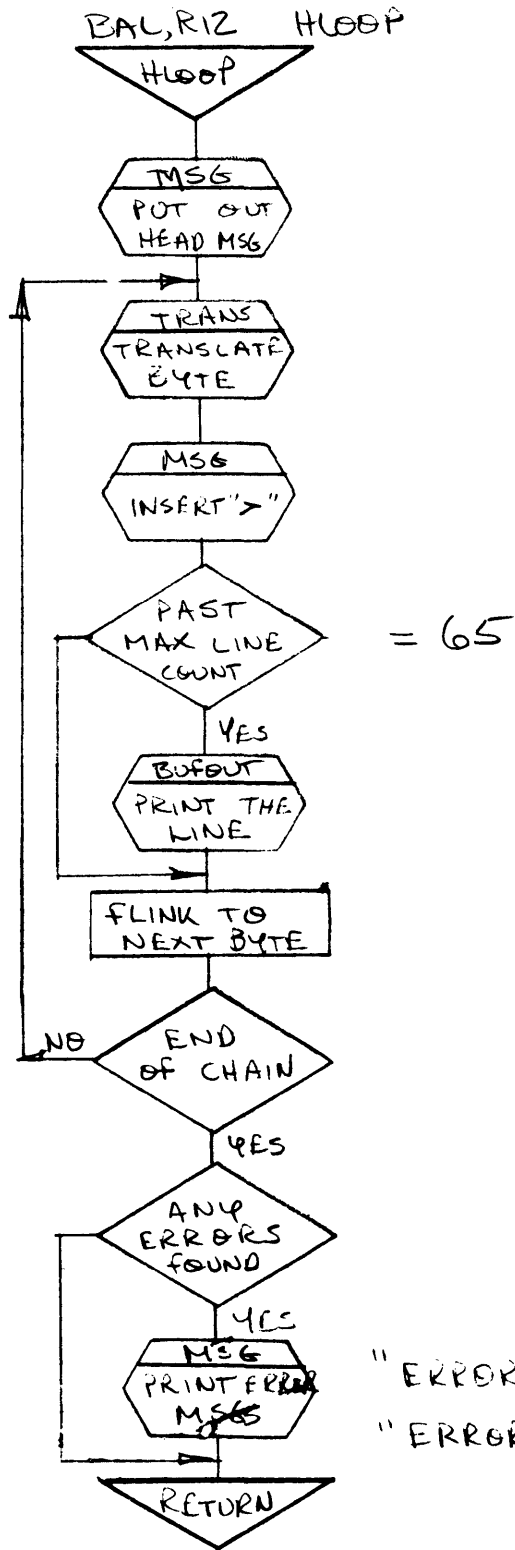 BAL,R12 HLOOP
HLOOP
MSG
PUT OUT
HEAD MSG
TRANS
TRANSLATE
BYTE
MSG
INSERT ">"
PAST
MAX LINE
COUNT
= 65
YES
BUFOUT
PRINT THE
LINE
FLINK TO
NEXT BYTE
NO
END
OF CHAIN
YES
ANY
ERRORS
FOUND
YES
MSG
PRINT ERROR
"ERROR
"ERROR
RETURN